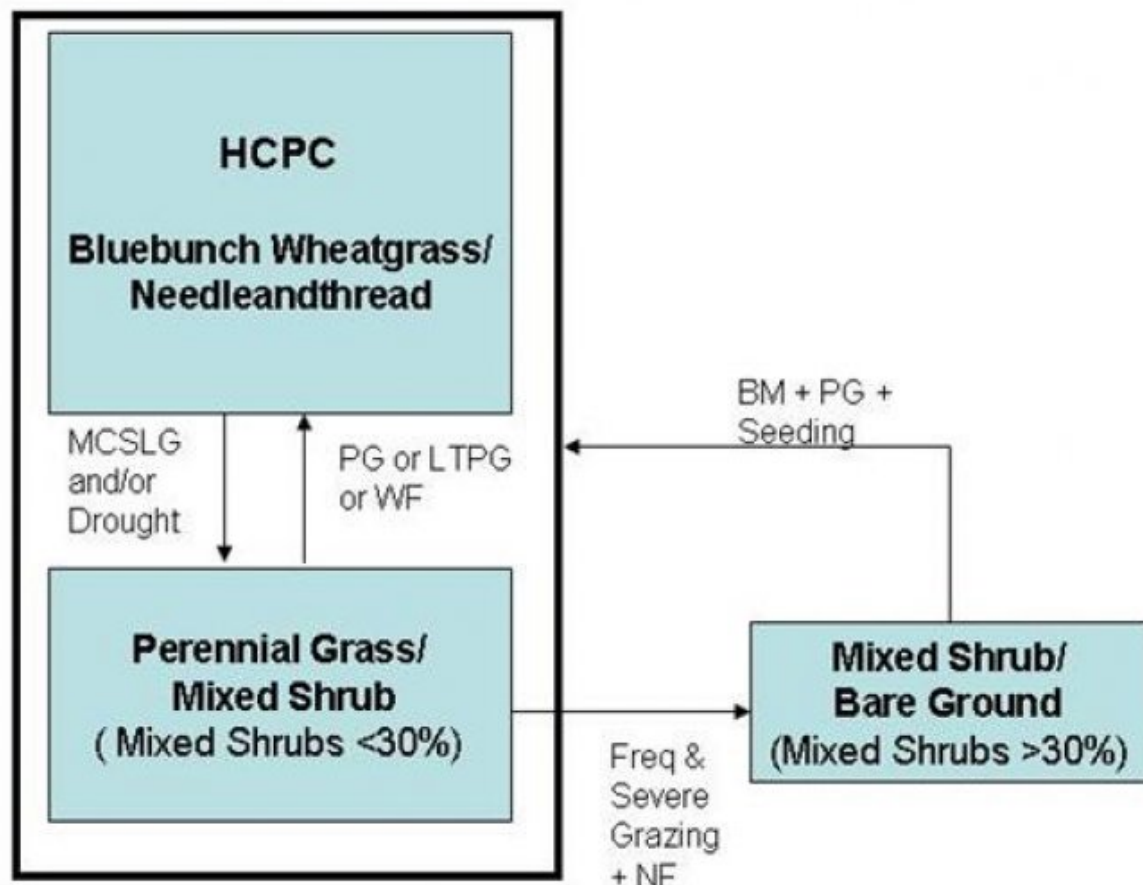 HCPC
Bluebunch Wheatgrass/
Needleandthread
MCSLG
and/or
Drought
PG or LTPG
or WF
BM + PG +
Seeding
Perennial Grass/
Mixed Shrub
( Mixed Shrubs <30%)
Mixed Shrub/
Bare Ground
(Mixed Shrubs >30%)
Freq &
Severe
Grazing
+ NF